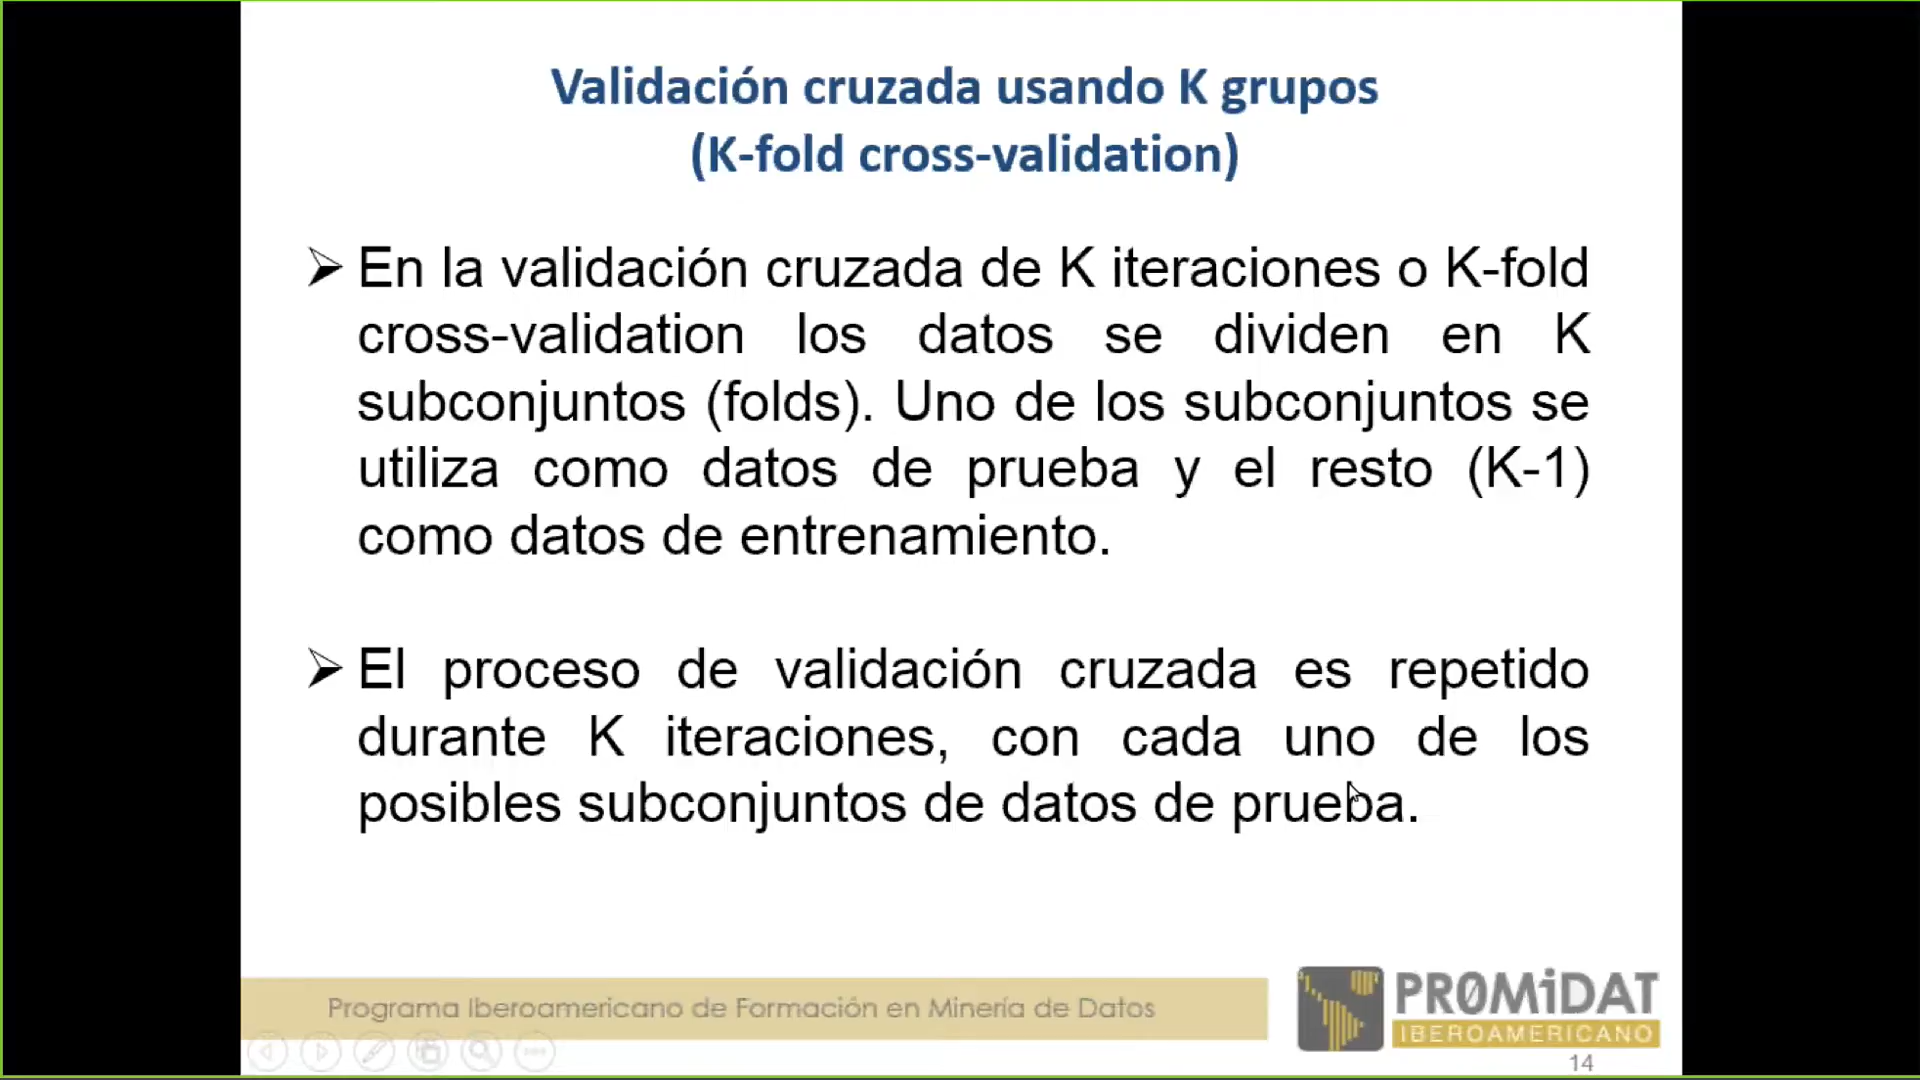 Validación cruzada usando K grupos
(K-fold cross-validation)
En la validación cruzada de K iteraciones o K-fold
cross-validation los datos se dividen en K
subconjuntos (folds). Uno de los subconjuntos se
utiliza como datos de prueba y el resto (K-1)
como datos de entrenamiento.
El proceso de validación cruzada es repetido
durante K iteraciones, con cada uno de los
posibles subconjuntos de datos de prueba.
Programa Iberoamericano de Formación en Minería de Datos
PR0MiDAT
IBEROAMERICANO
14